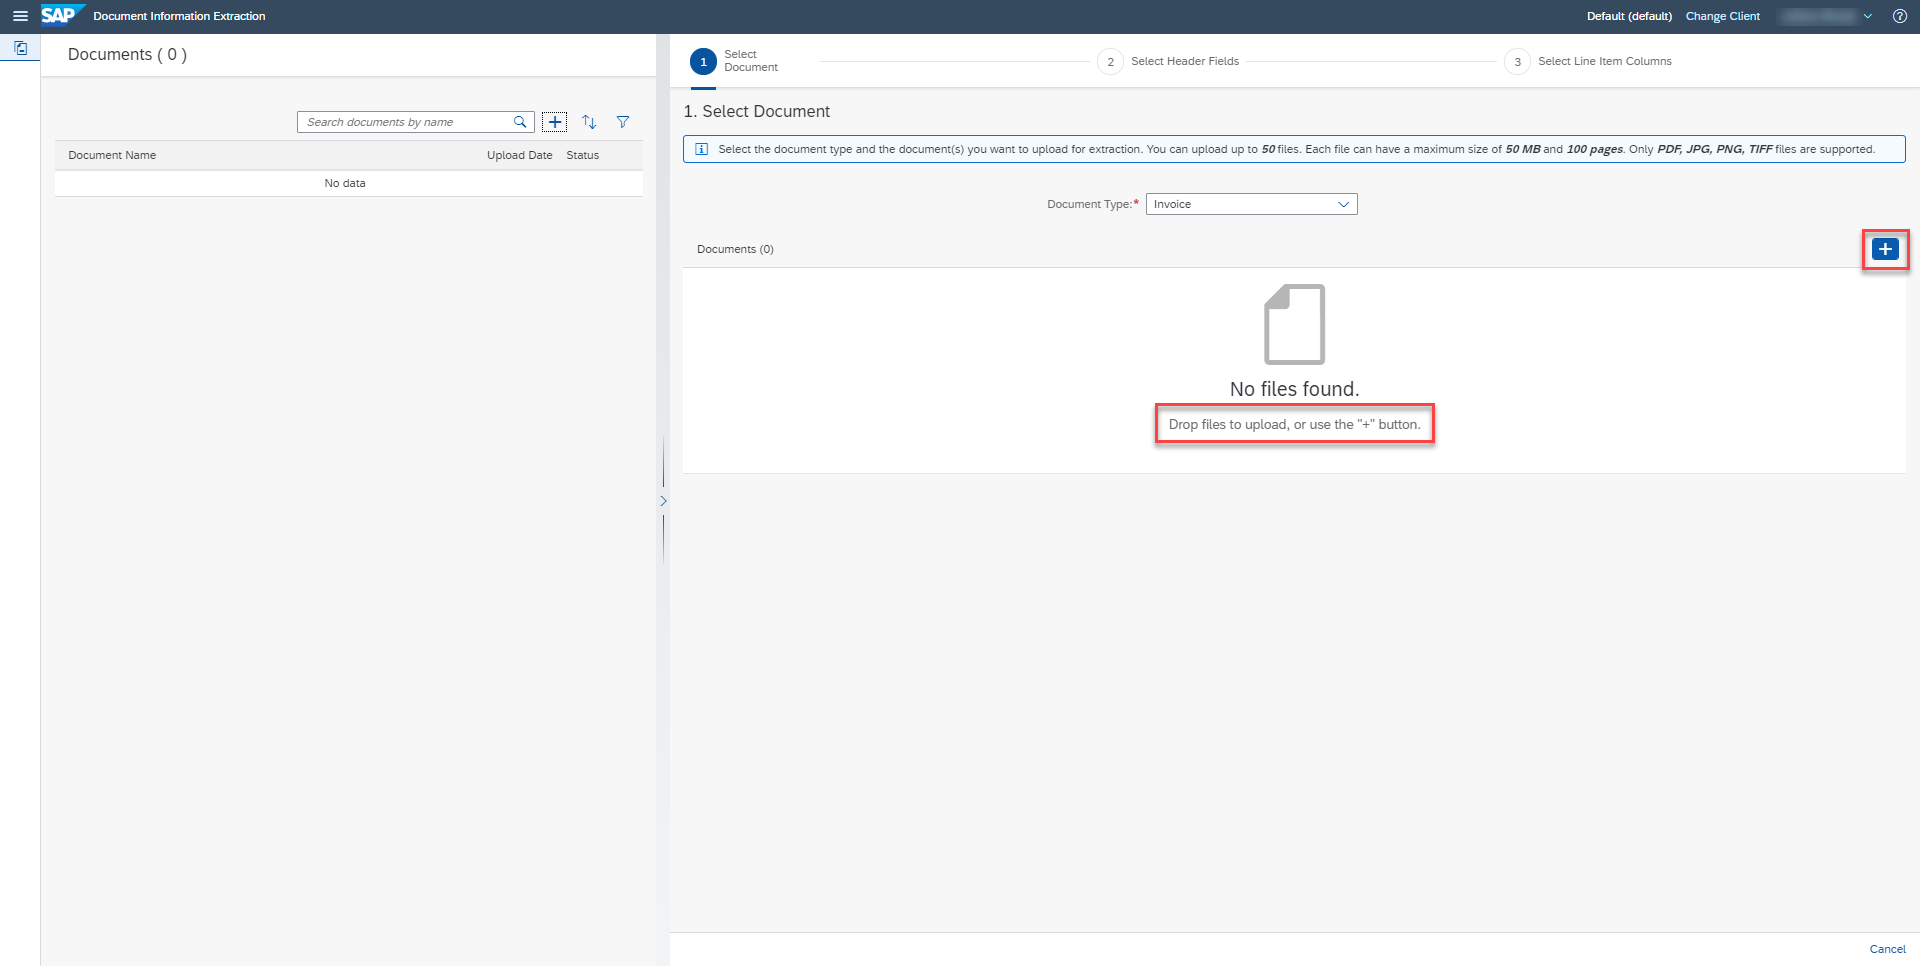 SAP Document Information Extraction
Default (default) Change Client
Documents ( 0 )
Search documents by name
Document Name Upload Date Status
No data
1 Select Document
2 Select Header Fields
3 Select Line Item Columns
1. Select Document
Select the document type and the document(s) you want to upload for extraction. You can upload up to 50 files. Each file can have a maximum size of 50 MB and 100 pages. Only PDF, JPG, PNG, TIFF files are supported.
Document Type:* Invoice
Documents (0)
No files found.
Drop files to upload, or use the "+" button.
Cancel